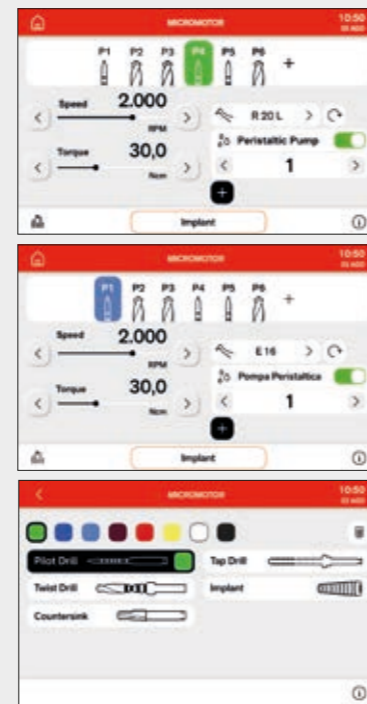 MICROMOTOR
10:50
P1 P2 P3 P4 P5 P6 +
Speed 2.000
RPM
R 20 L
Peristaltic Pump
Torque 30,0
Ncm
1
+
Implant
MICROMOTOR
10:50
P1 P2 P3 P4 P5 P6 +
Speed 2.000
RPM
E 16
Pompa Peristaltica
Torque 30,0
Ncm
1
+
Implant
MICROMOTOR
10:50
Pilot Drill
Tap Drill
Twist Drill
Implant
Countersink